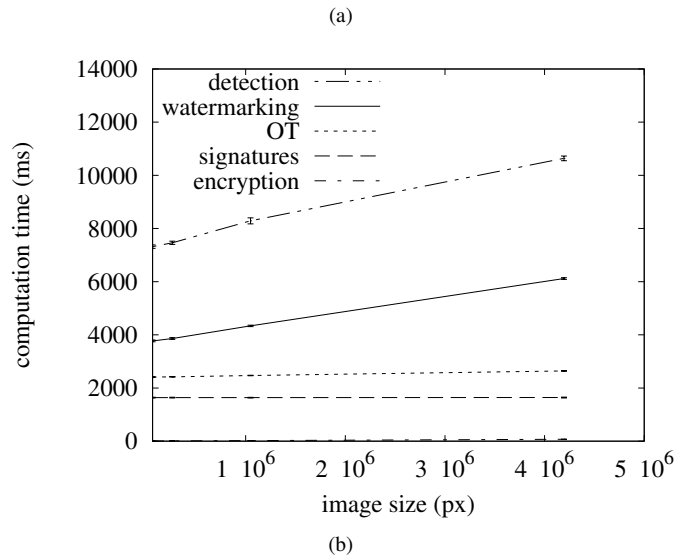 (a)
14000
12000
10000
8000
6000
4000
2000
0
computation time (ms)
detection
watermarking
OT
signatures
encryption
1 10^6 2 10^6 3 10^6 4 10^6 5 10^6
image size (px)
(b)